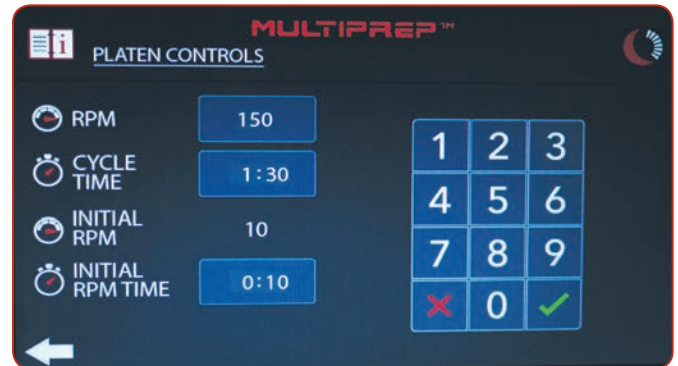 i
MULTIPREP™
PLATEN CONTROLS
RPM 150
CYCLE
TIME 1:30
INITIAL
RPM 10
INITIAL
RPM TIME 0:10
1 2 3
4 5 6
7 8 9
0